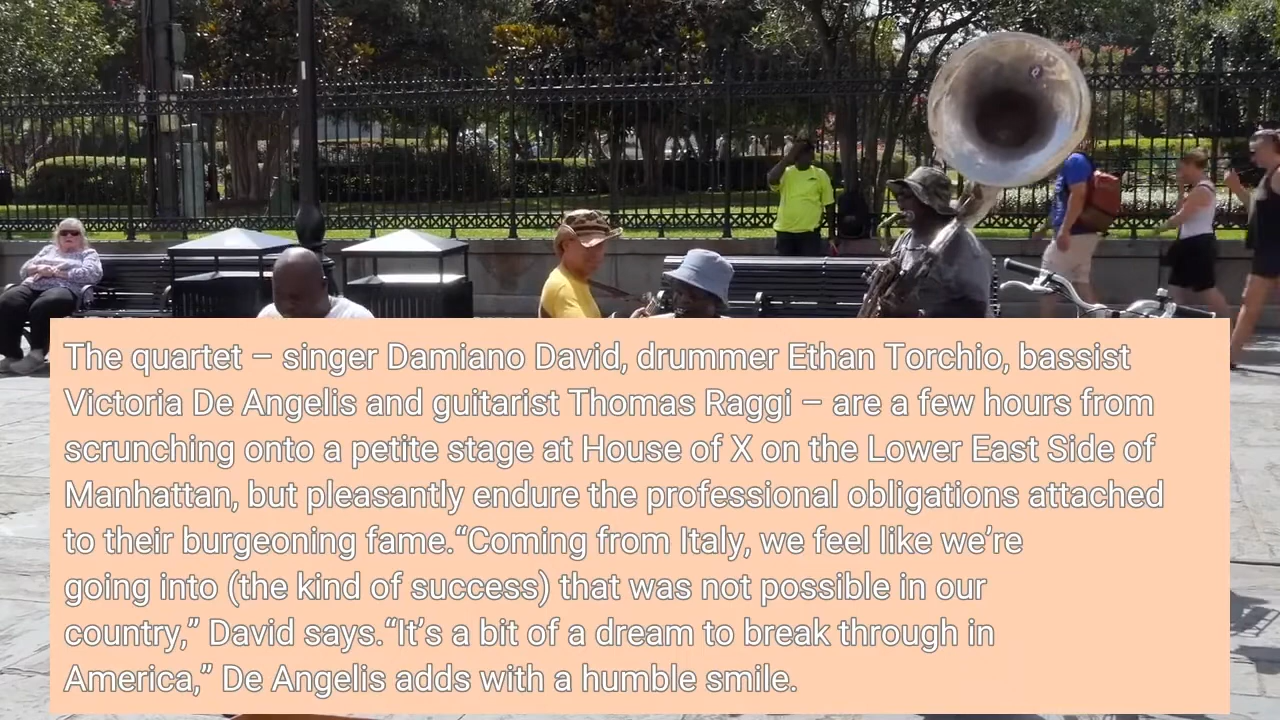 The quartet – singer Damiano David, drummer Ethan Torchio, bassist
Victoria De Angelis and guitarist Thomas Raggi – are a few hours from
scrunching onto a petite stage at House of X on the Lower East Side of
Manhattan, but pleasantly endure the professional obligations attached
to their burgeoning fame.“Coming from Italy, we feel like we’re
going into (the kind of success) that was not possible in our
country,” David says.“It’s a bit of a dream to break through in
America,” De Angelis adds with a humble smile.